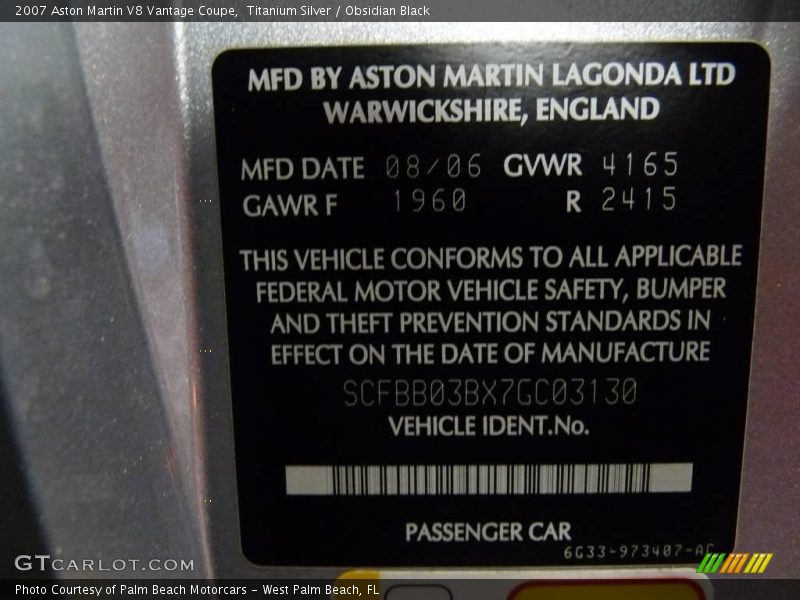 2007 Aston Martin V8 Vantage Coupe,  Titanium Silver / Obsidian Black
MFD BY ASTON MARTIN LAGONDA LTD
WARWICKSHIRE, ENGLAND
MFD DATE 08/06 GVWR 4165
GAWR F 1960 R 2415
THIS VEHICLE CONFORMS TO ALL APPLICABLE
FEDERAL MOTOR VEHICLE SAFETY, BUMPER
AND THEFT PREVENTION STANDARDS IN
EFFECT ON THE DATE OF MANUFACTURE
SCFBB03BX7GC03130
VEHICLE IDENT.No.
PASSENGER CAR
6G33-973407-AC
GTCARLOT.COM
Photo Courtesy of Palm Beach Motorcars – West Palm Beach, FL